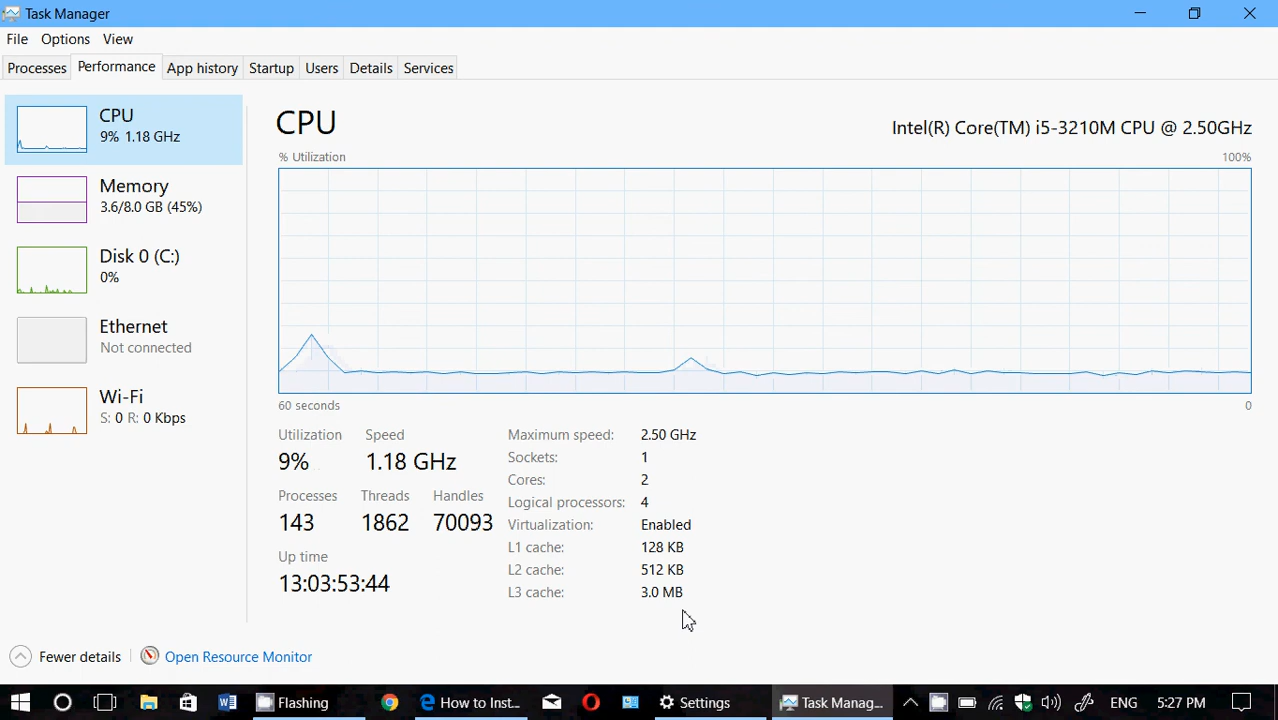 Task Manager
File Options View
Processes Performance App history Startup Users Details Services
CPU
9% 1.18 GHz
Memory
3.6/8.0 GB (45%)
Disk 0 (C:)
0%
Ethernet
Not connected
Wi-Fi
S: 0 R: 0 Kbps
CPU
Intel(R) Core(TM) i5-3210M CPU @ 2.50GHz
% Utilization 100%
60 seconds 0
Utilization Speed
9% 1.18 GHz
Processes Threads Handles
143 1862 70093
Up time
13:03:53:44
Maximum speed: 2.50 GHz
Sockets: 1
Cores: 2
Logical processors: 4
Virtualization: Enabled
L1 cache: 128 KB
L2 cache: 512 KB
L3 cache: 3.0 MB
Fewer details Open Resource Monitor
Flashing How to Inst... Settings Task Manag... ENG 5:27 PM